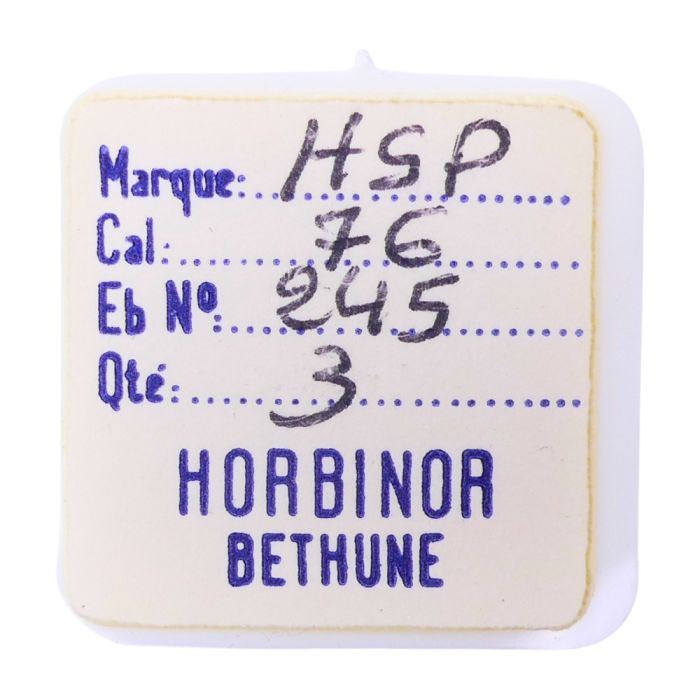 Marque: HSP
Cal: 76
Eb Nº: 245
Qté: 3
HORBINOR
BETHUNE